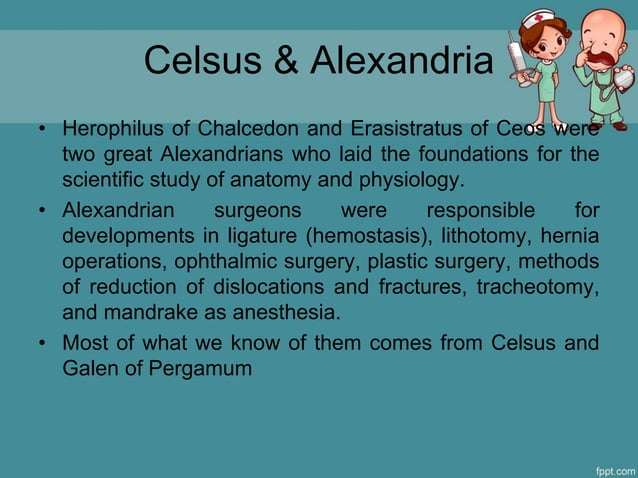 Celsus & Alexandria
• Herophilus of Chalcedon and Erasistratus of Ceos were
two great Alexandrians who laid the foundations for the
scientific study of anatomy and physiology.
• Alexandrian surgeons were responsible for
developments in ligature (hemostasis), lithotomy, hernia
operations, ophthalmic surgery, plastic surgery, methods
of reduction of dislocations and fractures, tracheotomy,
and mandrake as anesthesia.
• Most of what we know of them comes from Celsus and
Galen of Pergamum
fppt.com